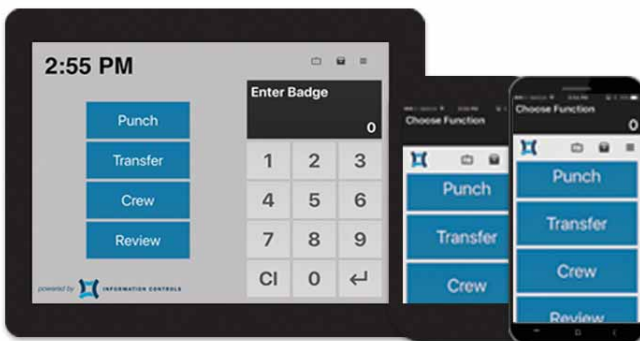 2:55 PM
Enter Badge
0
Punch
Transfer
Crew
Review
1 2 3
4 5 6
7 8 9
Cl 0
powered by INFORMATION CONTROLS
Choose Function
Punch
Transfer
Crew
Choose Function
0
Punch
Transfer
Crew
Review